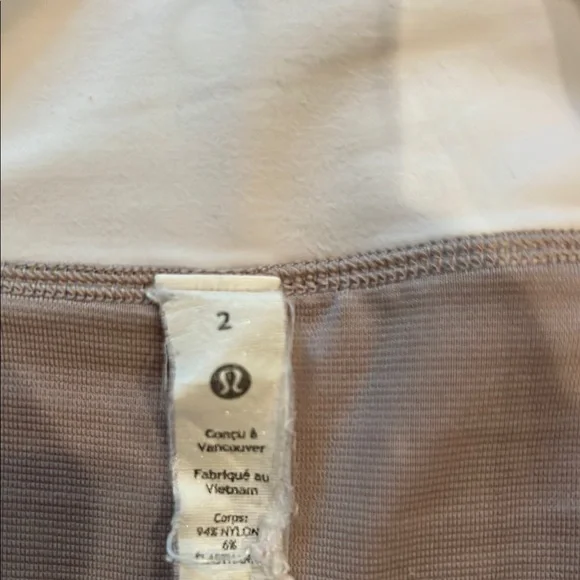 2
Conçu à
Vancouver
Fabriqué au
Vietnam
Corps:
94% NYLON
6%